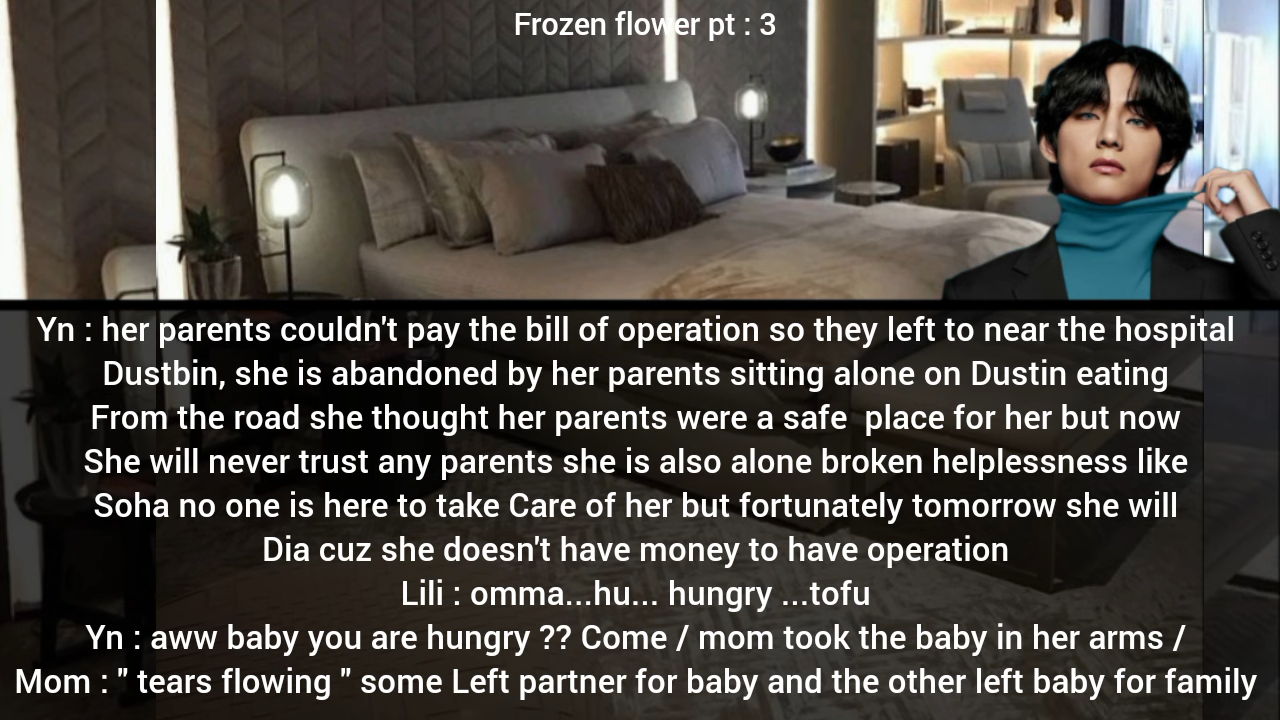 Frozen flower pt : 3
Yn : her parents couldn't pay the bill of operation so they left to near the hospital
Dustbin, she is abandoned by her parents sitting alone on Dustin eating
From the road she thought her parents were a safe  place for her but now
She will never trust any parents she is also alone broken helplessness like
Soha no one is here to take Care of her but fortunately tomorrow she will
Dia cuz she doesn't have money to have operation
Lili : omma...hu... hungry ...tofu
Yn : aww baby you are hungry ?? Come / mom took the baby in her arms /
Mom : " tears flowing " some Left partner for baby and the other left baby for family